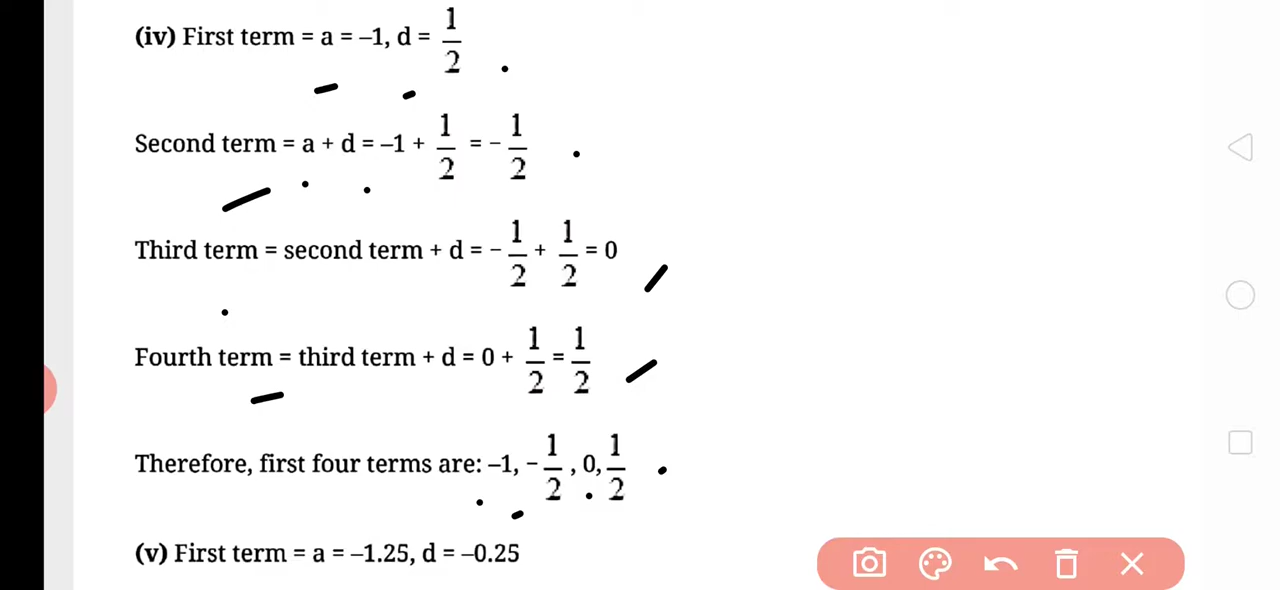 (iv) First term = a = –1, d = 1/2
Second term = a + d = –1 + 1/2 = - 1/2
Third term = second term + d = - 1/2 + 1/2 = 0
Fourth term = third term + d = 0 + 1/2 = 1/2
Therefore, first four terms are: –1, - 1/2 , 0, 1/2
(v) First term = a = –1.25, d = –0.25